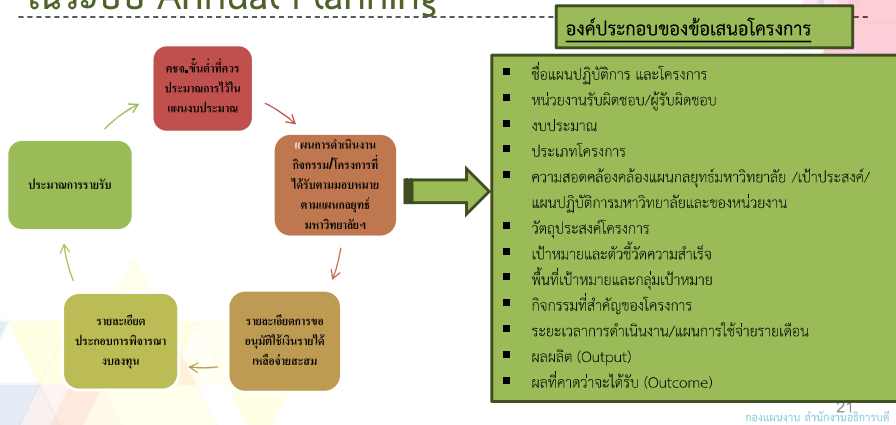 ในระบบ Annual Planning
องค์ประกอบของข้อเสนอโครงการ
คชจ.ขั้นต่ำที่ควร
ประมาณการไว้ใน
แผนงบประมาณ
แผนการดำเนินงาน
กิจกรรม/โครงการที่
ได้รับตามมอบหมาย
ตามแผนกลยุทธ์
มหาวิทยาลัยฯ
รายละเอียดการขอ
อนุมัติใช้เงินรายได้
เหลือจ่ายสะสม
รายละเอียด
ประกอบการพิจารณา
งบลงทุน
ประมาณการรายรับ
▪ ชื่อแผนปฏิบัติการ และโครงการ
▪ หน่วยงานรับผิดชอบ/ผู้รับผิดชอบ
▪ งบประมาณ
▪ ประเภทโครงการ
▪ ความสอดคล้องคล้องแผนกลยุทธ์มหาวิทยาลัย /เป้าประสงค์/
แผนปฏิบัติการมหาวิทยาลัยและของหน่วยงาน
▪ วัตถุประสงค์โครงการ
▪ เป้าหมายและตัวชี้วัดความสำเร็จ
▪ พื้นที่เป้าหมายและกลุ่มเป้าหมาย
▪ กิจกรรมที่สำคัญของโครงการ
▪ ระยะเวลาการดำเนินงาน/แผนการใช้จ่ายรายเดือน
▪ ผลผลิต (Output)
▪ ผลที่คาดว่าจะได้รับ (Outcome)
21
กองแผนงาน สำนักงานอธิการบดี